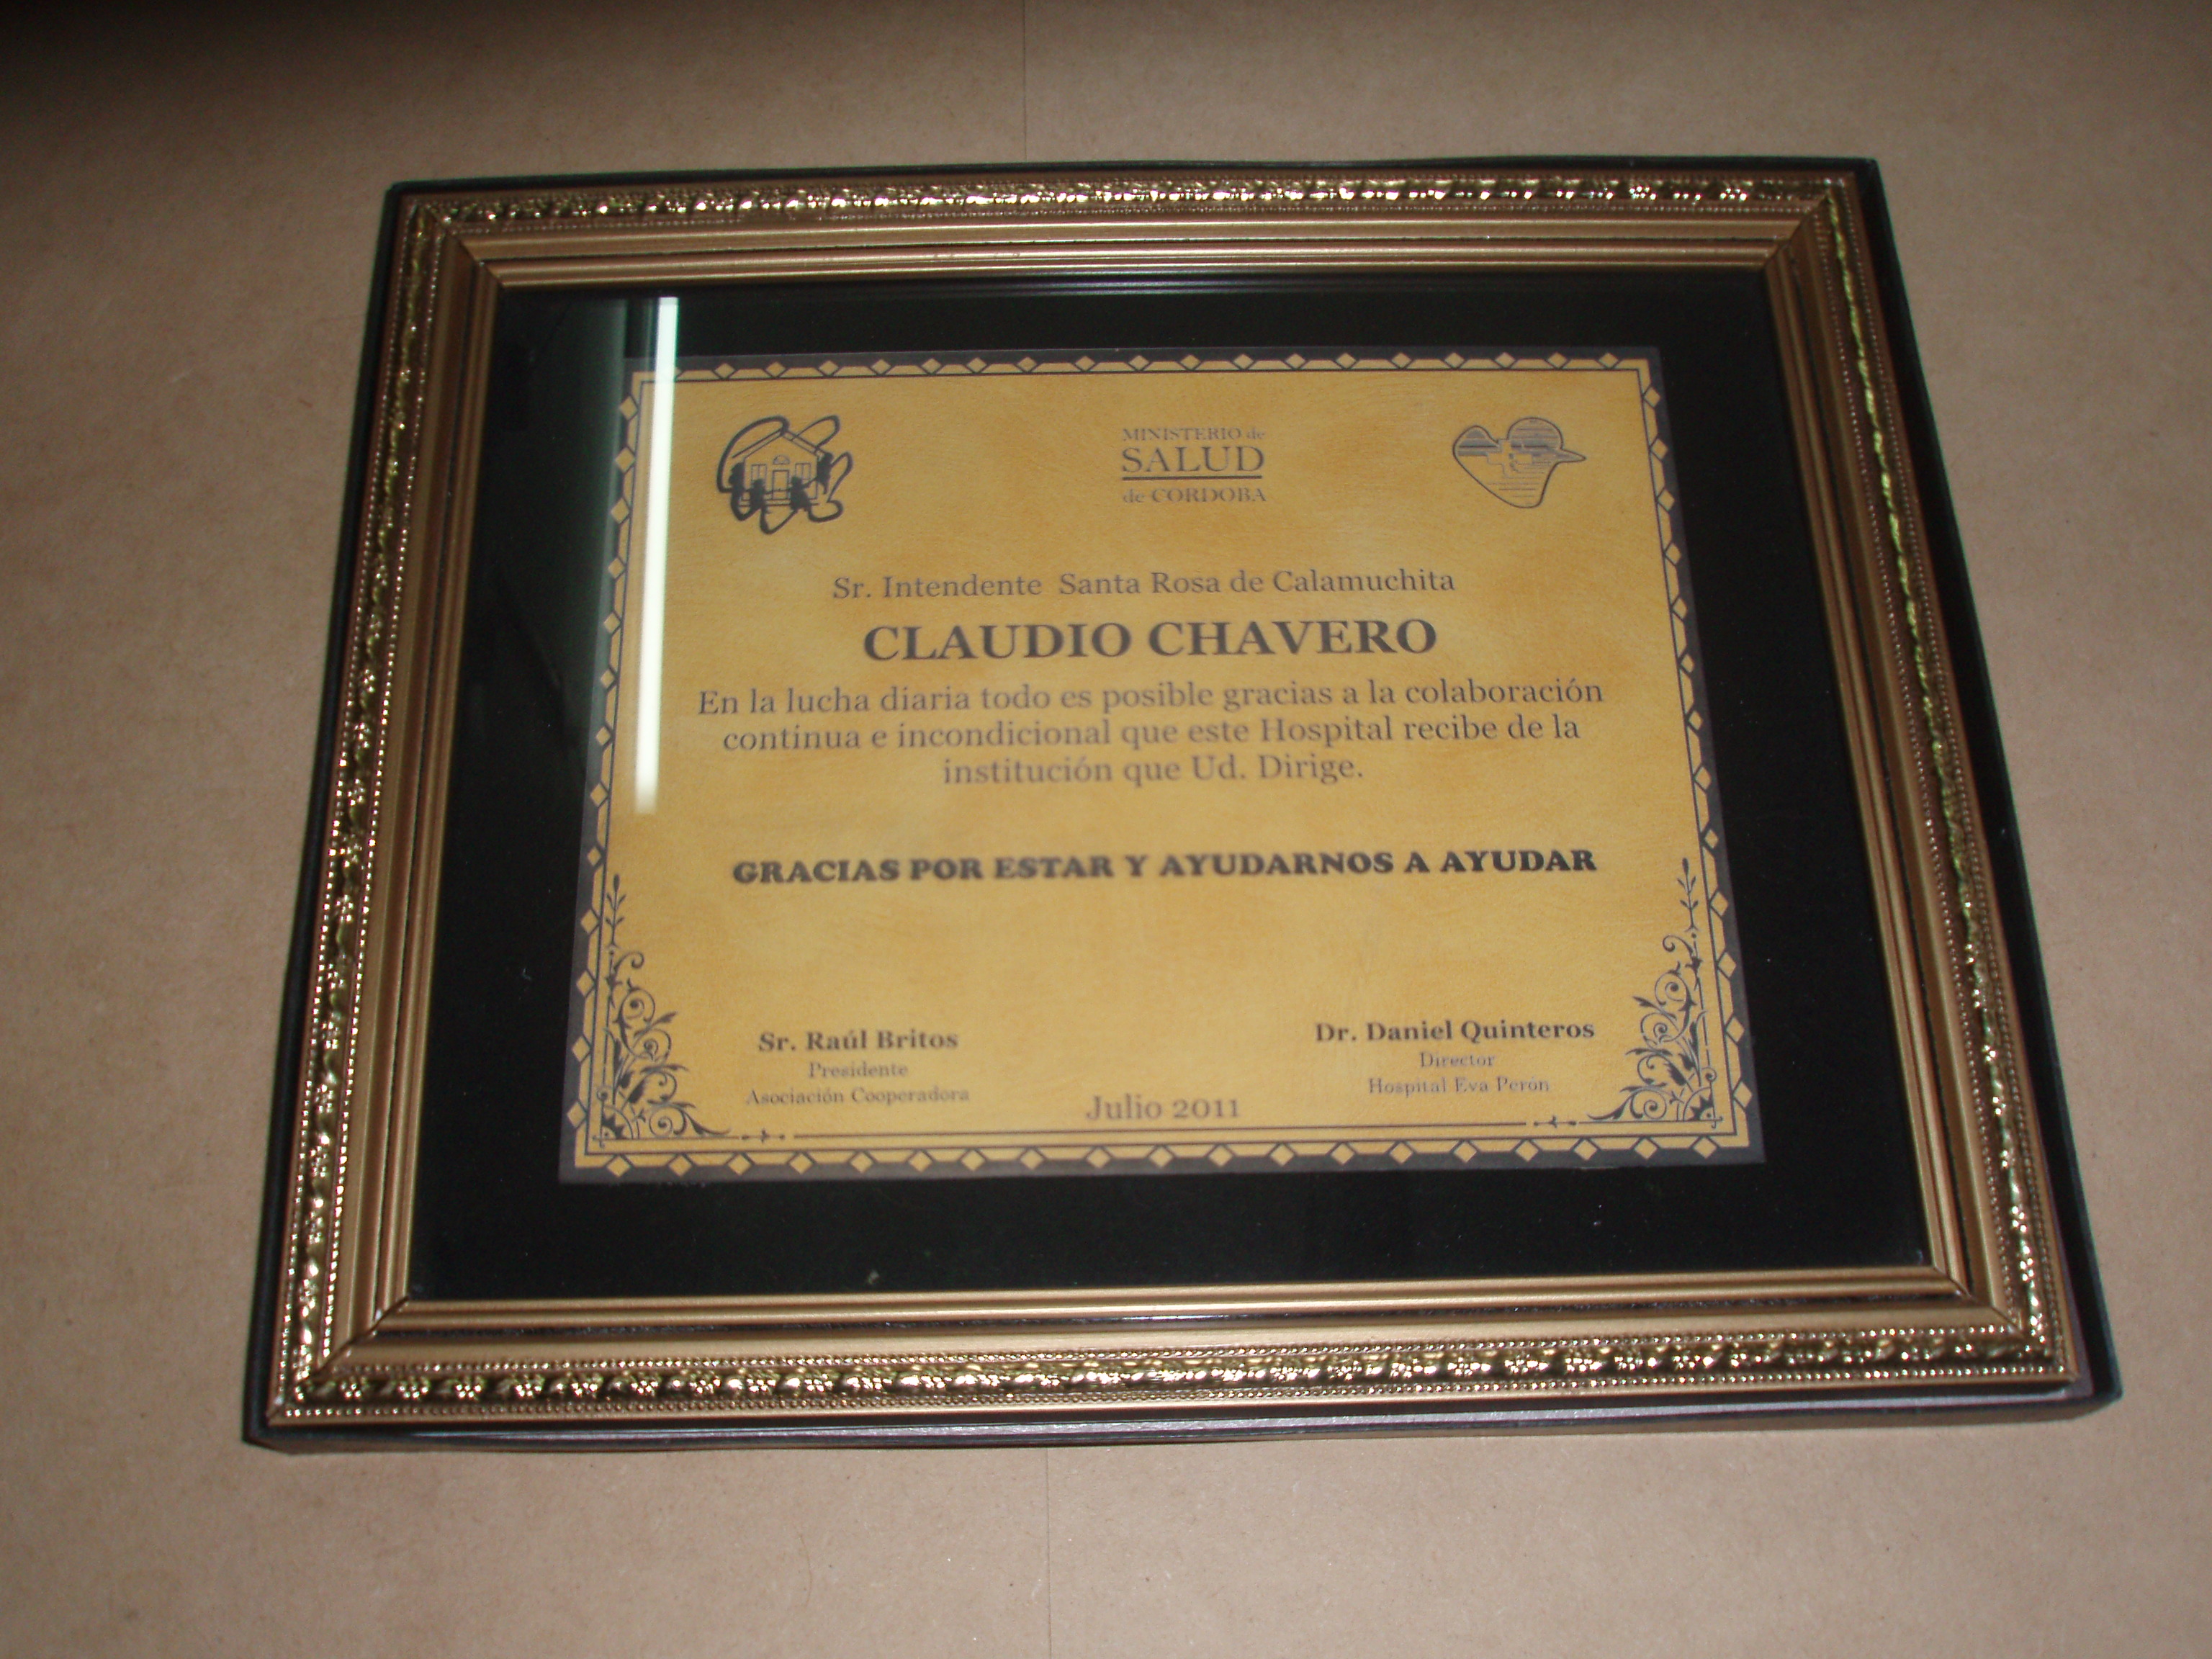 MINISTERIO de
SALUD
de CORDOBA
Sr. Intendente Santa Rosa de Calamuchita
CLAUDIO CHAVERO
En la lucha diaria todo es posible gracias a la colaboración
continua e incondicional que este Hospital recibe de la
institución que Ud. Dirige.
GRACIAS POR ESTAR Y AYUDARNOS A AYUDAR
Sr. Raúl Britos
Presidente
Asociación Cooperadora
Dr. Daniel Quinteros
Director
Hospital Eva Perón
Julio 2011